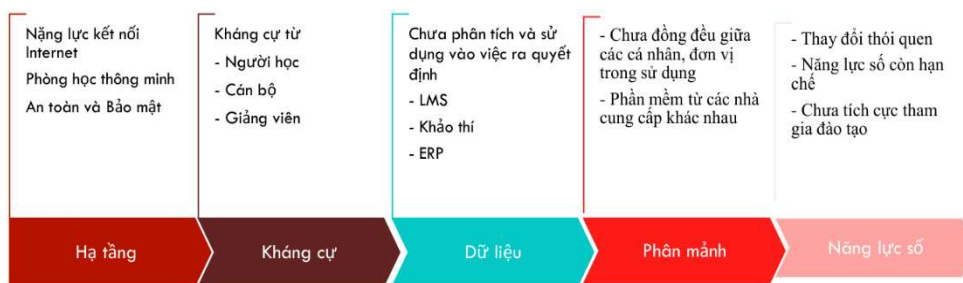 Nặng lực kết nối
Internet
Phòng học thông minh
An toàn và Bảo mật
Kháng cự từ
- Người học
- Cán bộ
- Giảng viên
Chưa phân tích và sử
dụng vào việc ra quyết
định
- LMS
- Khảo thí
- ERP
- Chưa đồng đều giữa
các cá nhân, đơn vị
trong sử dụng
- Phần mềm từ các nhà
cung cấp khác nhau
- Thay đổi thói quen
- Năng lực số còn hạn
chế
- Chưa tích cực tham
gia đào tạo
Hạ tầng
Kháng cự
Dữ liệu
Phân mảnh
Năng lực số